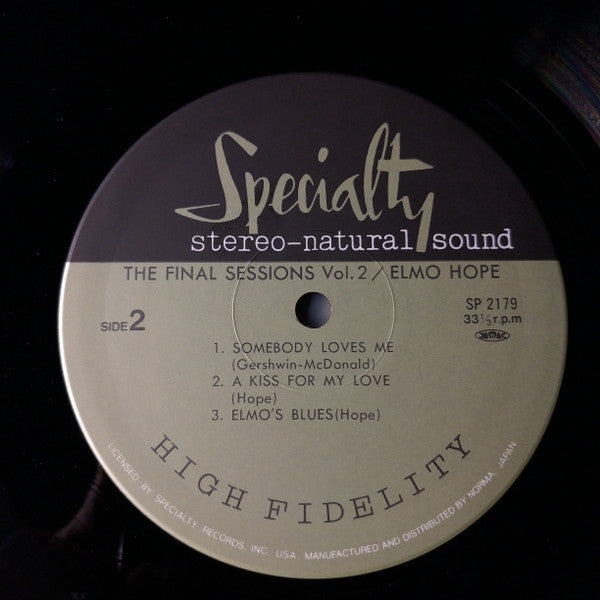 Specialty
stereo-natural sound
THE FINAL SESSIONS Vol.2 / ELMO HOPE
SP 2179
SIDE 2
33⅓ r.p.m
1. SOMEBODY LOVES ME
(Gershwin-McDonald)
2. A KISS FOR MY LOVE
(Hope)
3. ELMO'S BLUES(Hope)
HIGH FIDELITY
LICENSED BY SPECIALTY RECORDS, INC. USA. MANUFACTURED AND DISTRIBUTED BY NORMA, JAPAN